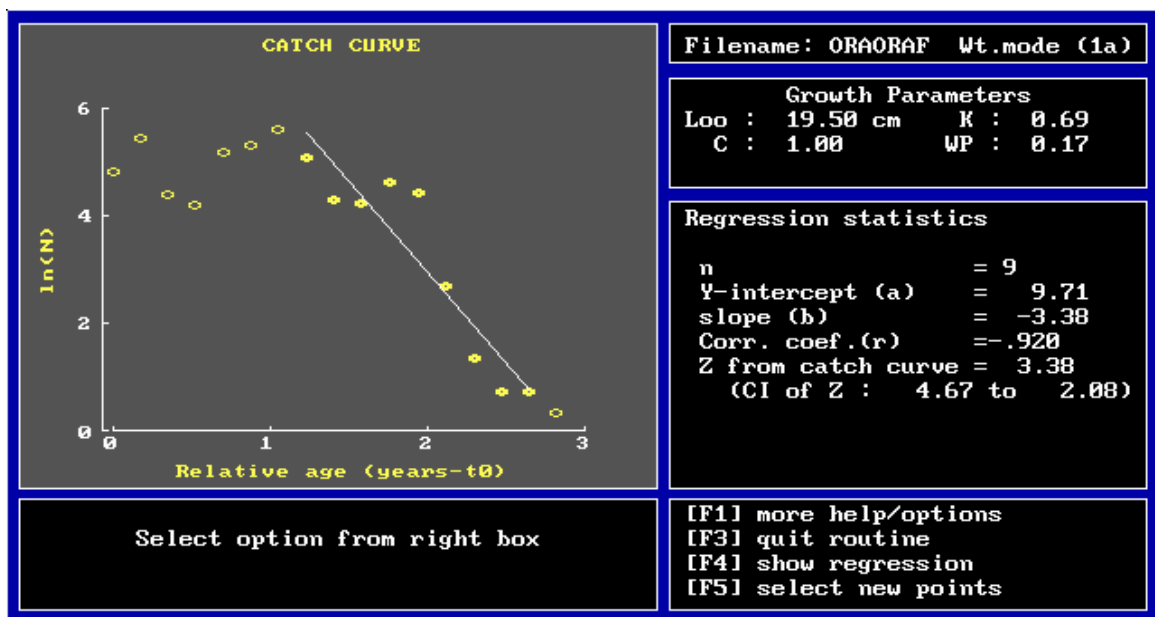 CATCH CURVE
6
4
2
0
ln(N)
0 1 2 3
Relative age (years-t0)
Filename: ORAORAF Wt.mode (1a)
Growth Parameters
Loo : 19.50 cm K : 0.69
C : 1.00 WP : 0.17
Regression statistics
n = 9
Y-intercept (a) = 9.71
slope (b) = -3.38
Corr. coef.(r) =-.920
Z from catch curve = 3.38
(CI of Z : 4.67 to 2.08)
Select option from right box
[F1] more help/options
[F3] quit routine
[F4] show regression
[F5] select new points